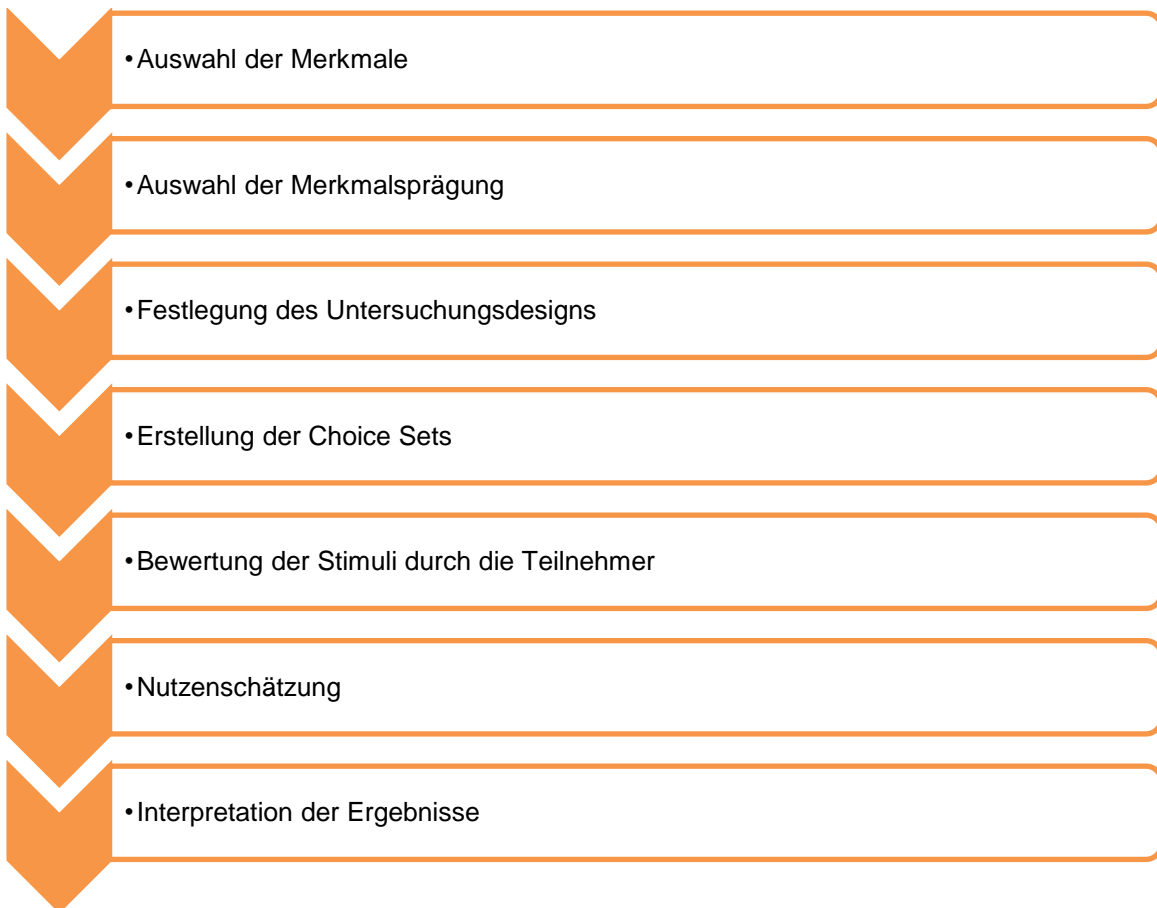 •Auswahl der Merkmale
•Auswahl der Merkmalsprägung
•Festlegung des Untersuchungsdesigns
•Erstellung der Choice Sets
•Bewertung der Stimuli durch die Teilnehmer
•Nutzenschätzung
•Interpretation der Ergebnisse